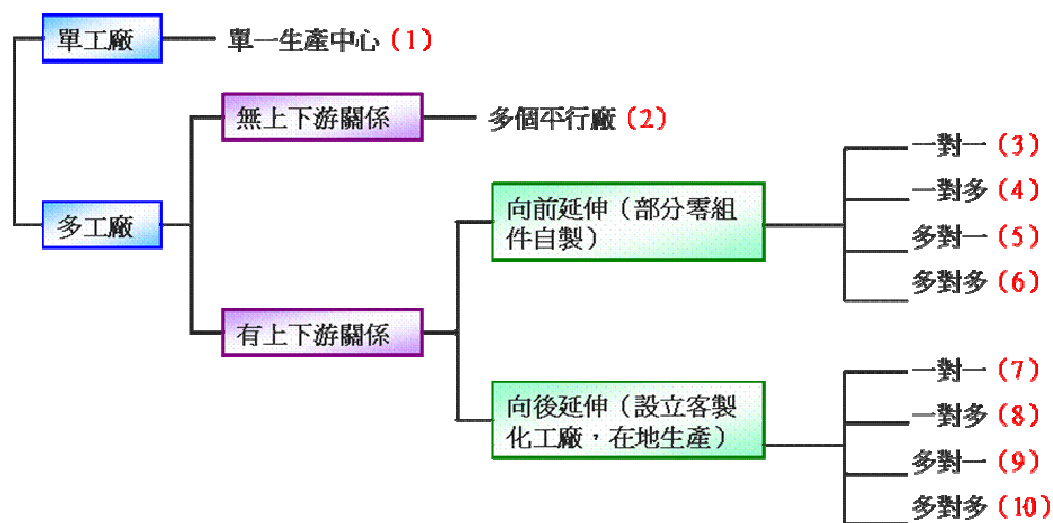 單工廠
單一生產中心（1）
無上下游關係
多個平行廠（2）
一對一（3）
一對多（4）
多工廠
向前延伸（部分零組
件自製）
多對一（5）
多對多（6）
有上下游關係
一對一（7）
向後延伸（設立客製
化工廠，在地生產）
一對多（8）
多對一（9）
多對多（10）